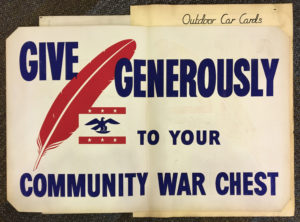 Outdoor Car Cards
GIVE
GENEROUSLY
TO YOUR
COMMUNITY WAR CHEST